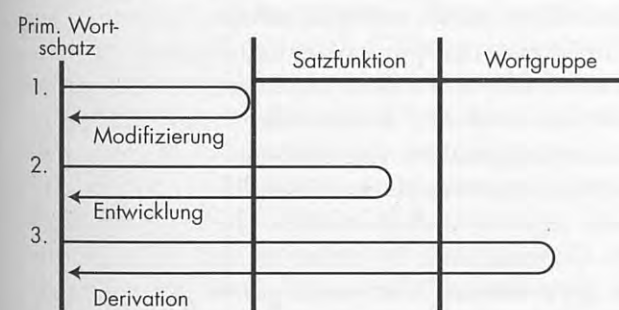 Prim. Wort-
schatz
Satzfunktion
Wortgruppe
1.
Modifizierung
2.
Entwicklung
3.
Derivation